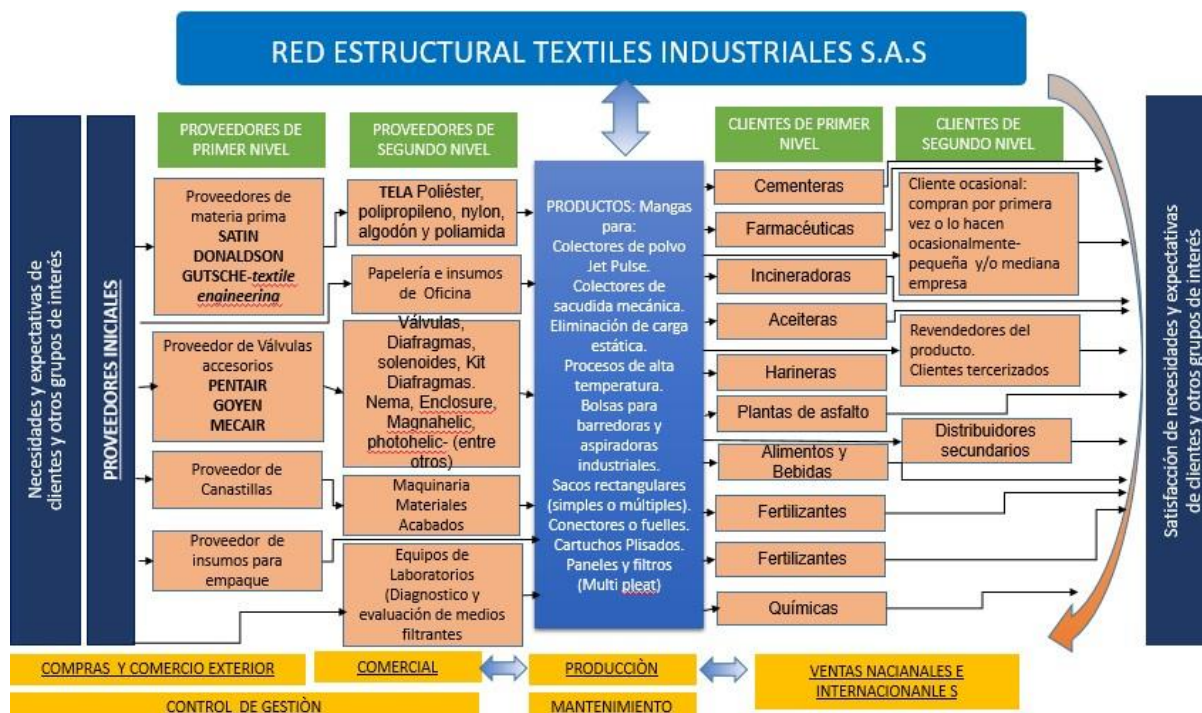 RED ESTRUCTURAL TEXTILES INDUSTRIALES S.A.S
Necesidades y expectativas de
clientes y otros grupos de interés
PROVEEDORES INICIALES
PROVEEDORES DE
PRIMER NIVEL
Proveedores de
materia prima
SATIN
DONALDSON
GUTSCHE-textile
engineering
Proveedor de Válvulas
accesorios
PENTAIR
GOYEN
MECAIR
Proveedor de
Canastillas
Proveedor de
insumos para
empaque
PROVEEDORES DE
SEGUNDO NIVEL
TELA Poliéster,
polipropileno, nylon,
algodón y poliamida
Papelería e insumos
de Oficina
Válvulas,
Diafragmas,
solenoides, Kit
Diafragmas.
Nema, Enclosure,
Magnahelic,
photohelic- (entre
otros)
Maquinaria
Materiales
Acabados
Equipos de
Laboratorios
(Diagnostico y
evaluación de medios
filtrantes
PRODUCTOS: Mangas
para:
Colectores de polvo
Jet Pulse.
Colectores de
sacudida mecánica.
Eliminación de carga
estática.
Procesos de alta
temperatura.
Bolsas para
barredoras y
aspiradoras
industriales.
Sacos rectangulares
(simples o múltiples).
Conectores o fuelles.
Cartuchos Plisados.
Paneles y filtros
(Multi pleat)
CLIENTES DE PRIMER
NIVEL
Cementeras
Farmacéuticas
Incineradoras
Aceiteras
Harineras
Plantas de asfalto
Alimentos y
Bebidas
Fertilizantes
Fertilizantes
Químicas
CLIENTES DE
SEGUNDO NIVEL
Cliente ocasional:
compran por primera
vez o lo hacen
ocasionalmente-
pequeña y/o mediana
empresa
Revendedores del
producto.
Clientes tercerizados
Distribuidores
secundarios
Satisfacción de necesidades y expectativas
de clientes y otros grupos de interés
COMPRAS Y COMERCIO EXTERIOR
COMERCIAL
PRODUCCIÒN
VENTAS NACIANALES E
INTERNACIONANLE S
CONTROL DE GESTIÒN
MANTENIMIENTO